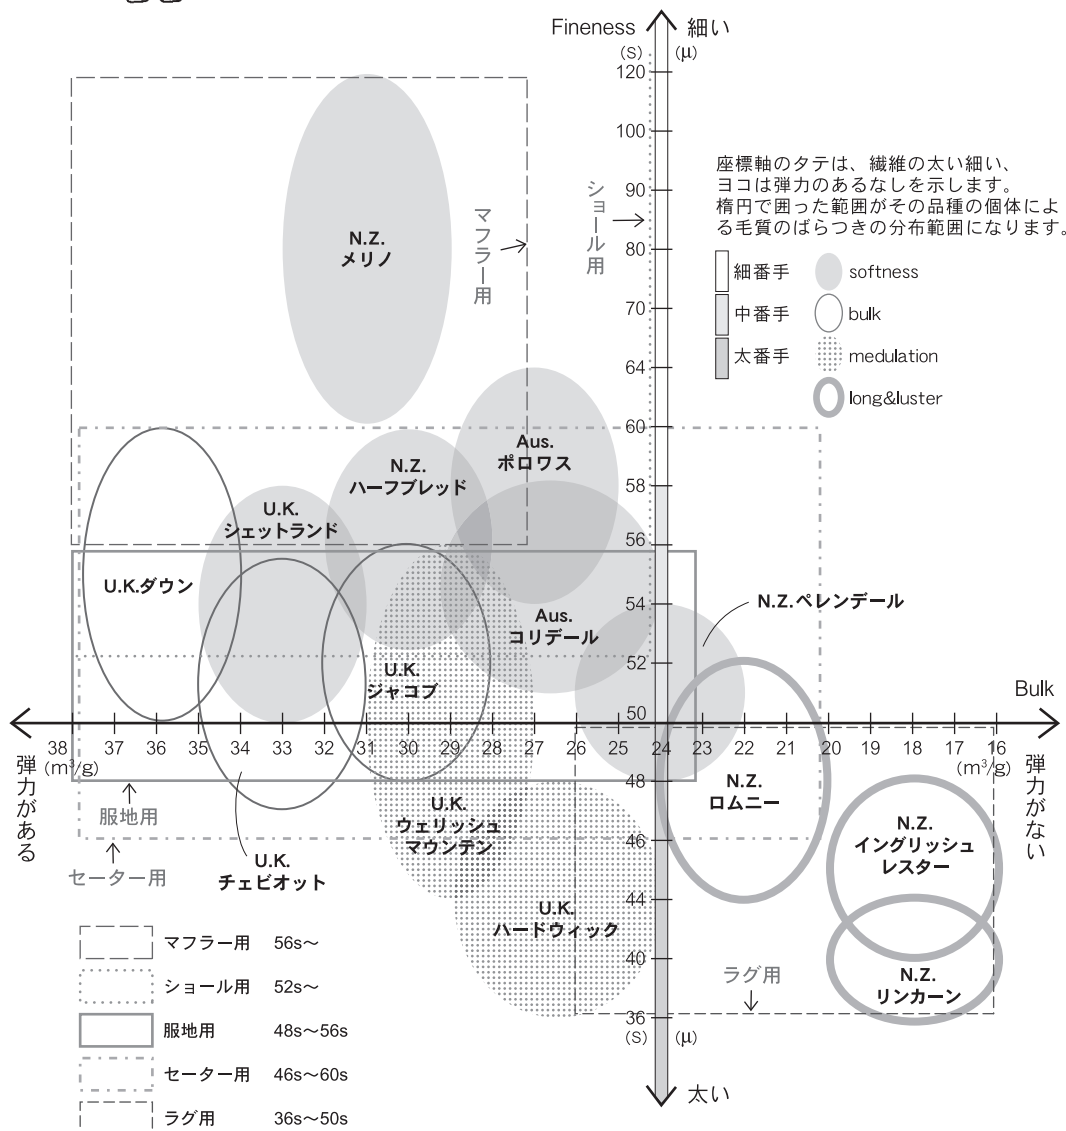 Fineness
細い
(S)
(μ)
120
100
90
80
70
64
60
58
56
54
52
50
48
46
44
40
36
(S)
(μ)
太い
座標軸のタテは、繊維の太い細い、
ヨコは弾力のあるなしを示します。
楕円で囲った範囲がその品種の個体によ
る毛質のばらつきの分布範囲になります。
細番手
中番手
太番手
softness
bulk
medulation
long&luster
マフラー用
ショール用
N.Z.
メリノ
Aus.
ポロワス
N.Z.
ハーフブレッド
U.K.
シェットランド
U.K.ダウン
Aus.
コリデール
N.Z.ペレンデール
U.K.
ジャコブ
Bulk
38
37
36
35
34
33
32
31
30
29
28
27
26
25
24
23
22
21
20
19
18
17
16
(m³/g)
(m³/g)
弾力がある
弾力がない
服地用
セーター用
U.K.
チェビオット
U.K.
ウェリッシュ
マウンテン
N.Z.
ロムニー
N.Z.
イングリッシュ
レスター
U.K.
ハードウィック
N.Z.
リンカーン
ラグ用
マフラー用 56s〜
ショール用 52s〜
服地用 48s〜56s
セーター用 46s〜60s
ラグ用 36s〜50s